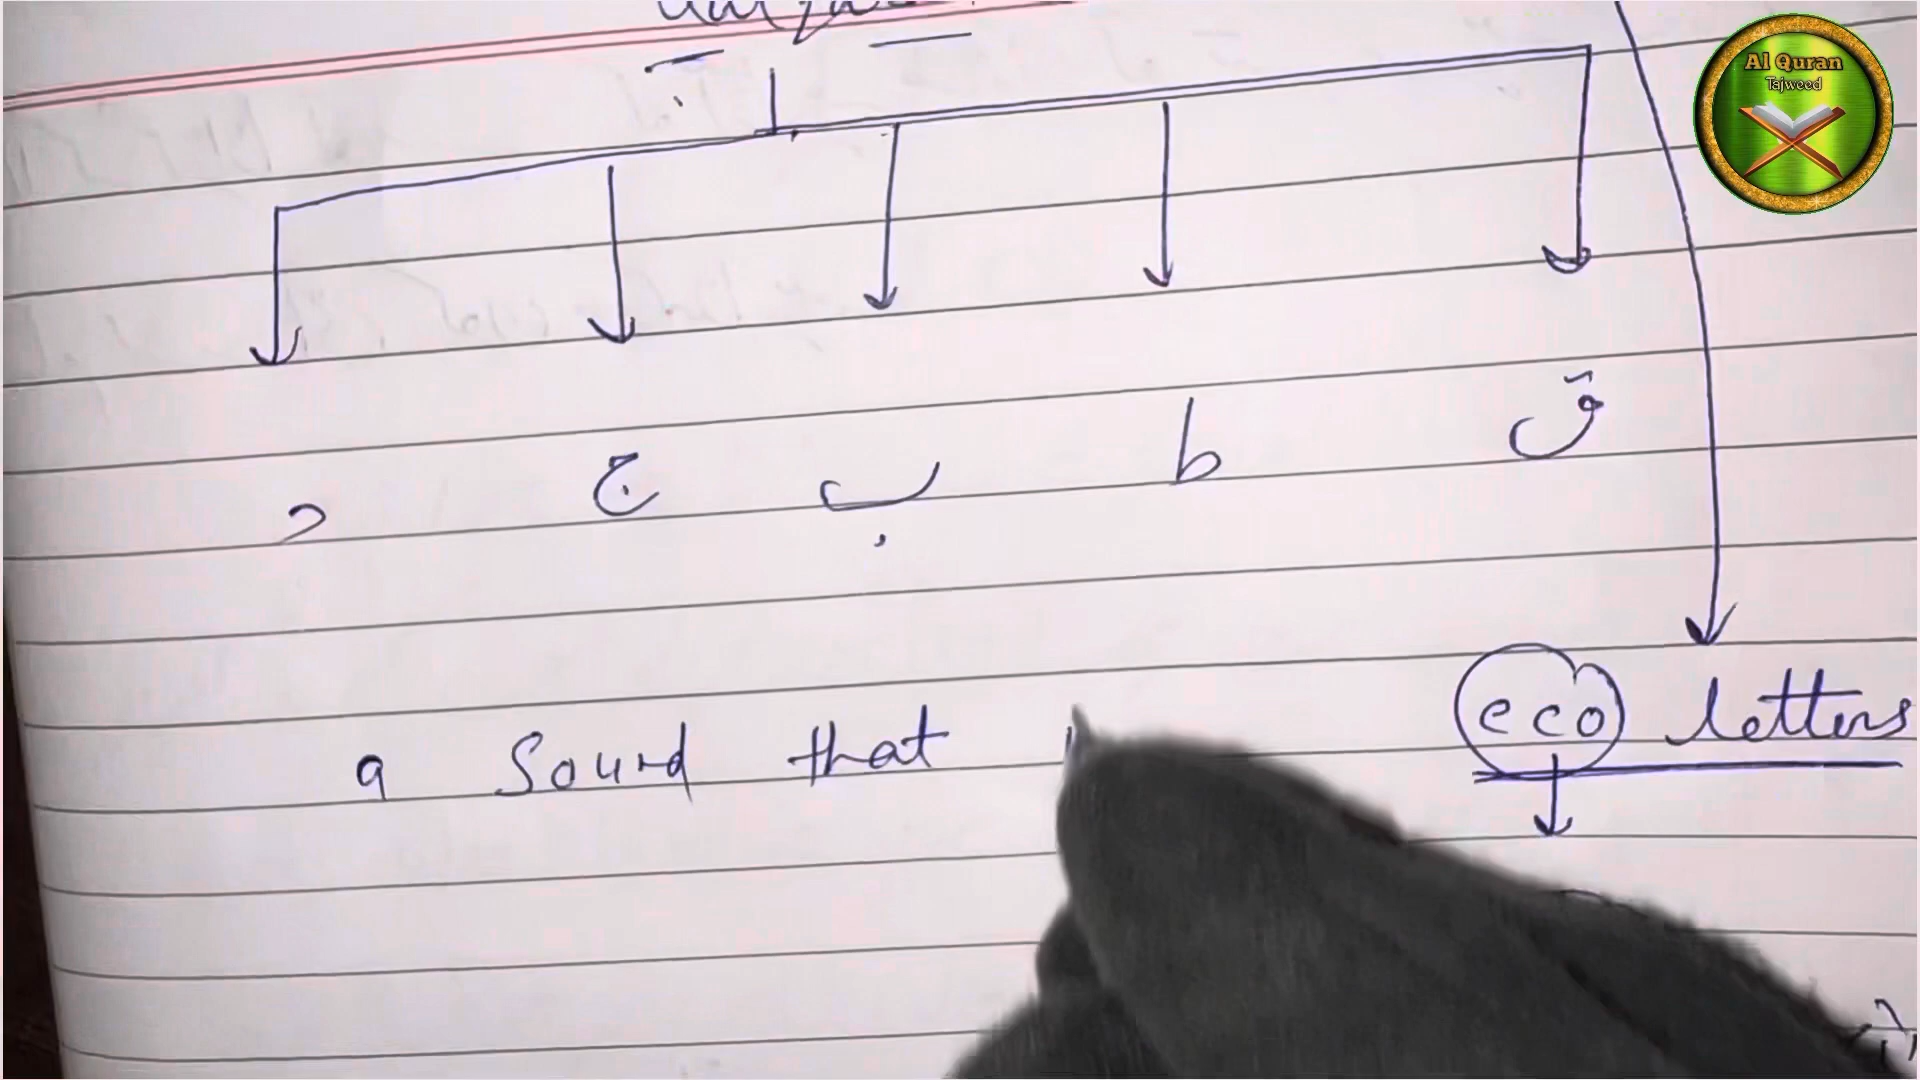 Al Quran
Tajweed
ق ط ب ج د
eco letters
a Sound that